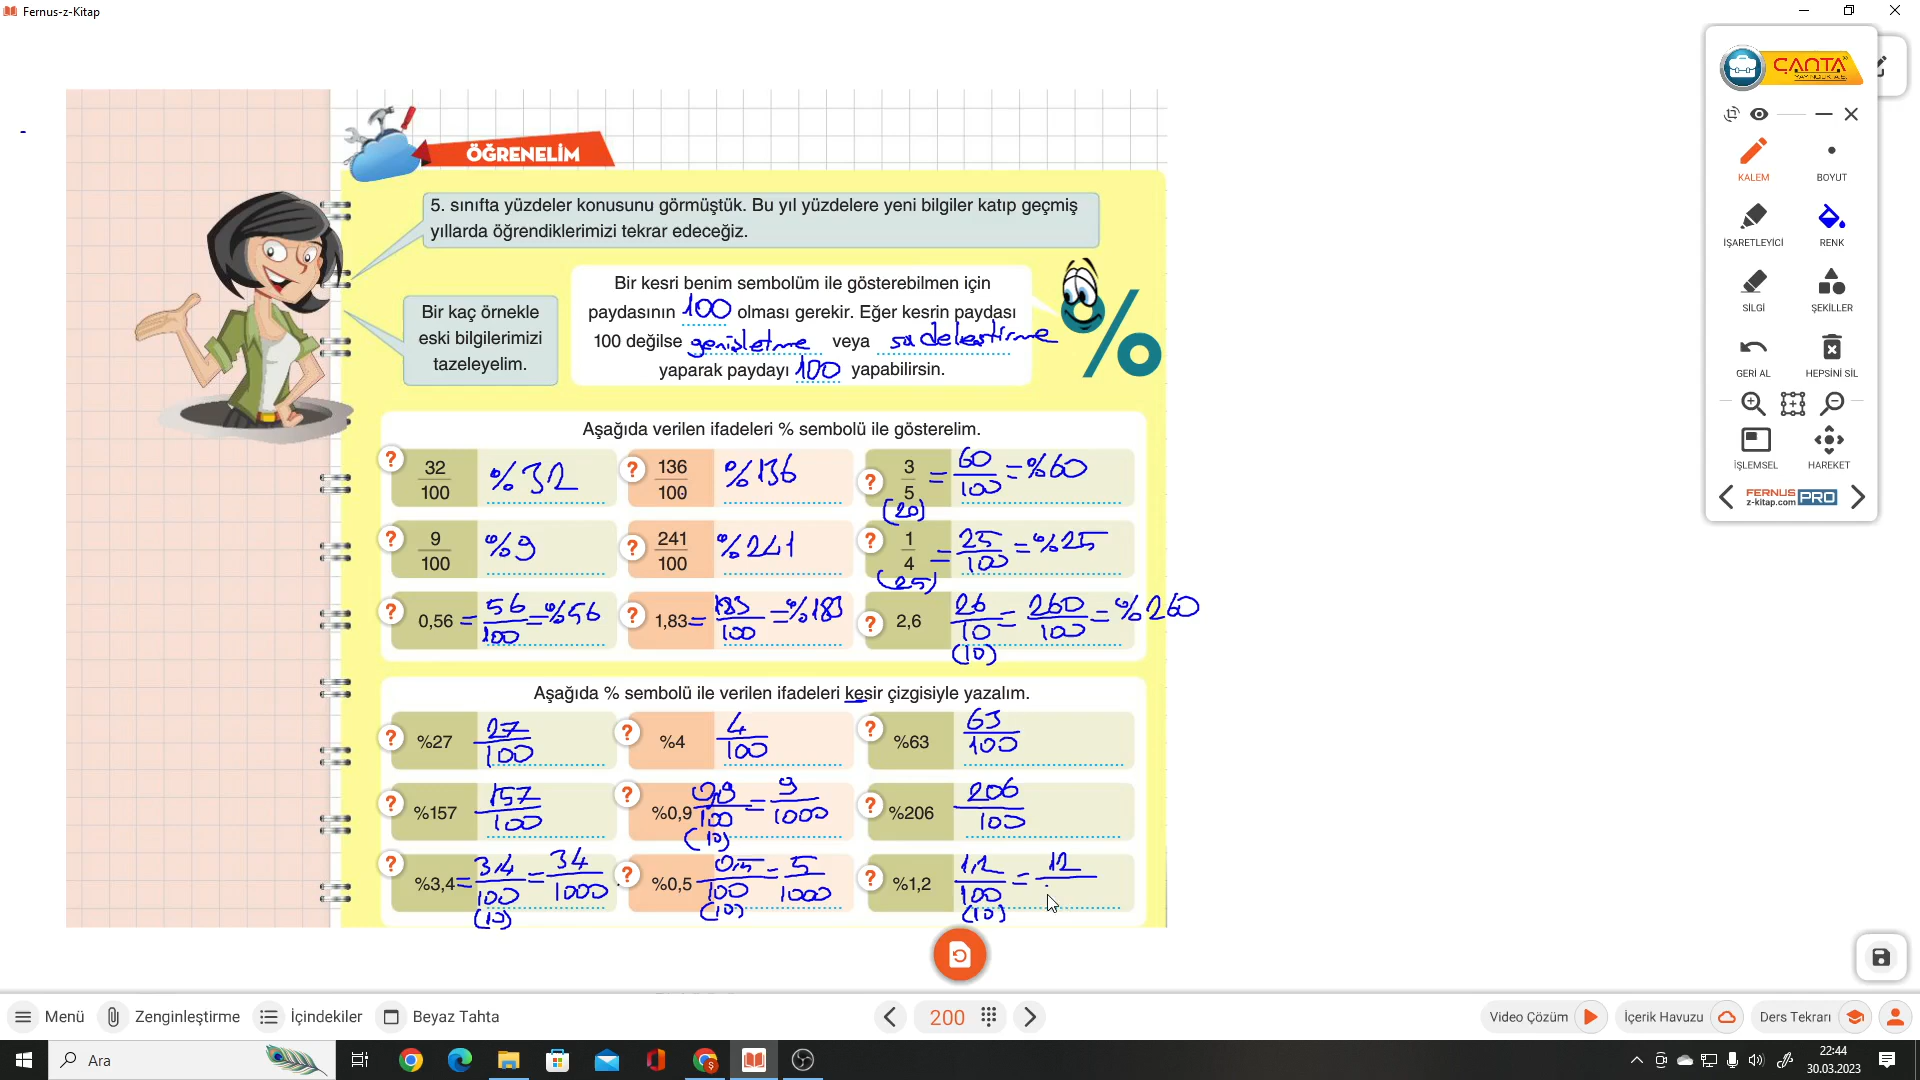 Fernus-z-Kitap
ÇANTA
YAYINCILIK A.Ş.
KALEM BOYUT
İŞARETLEYİCİ RENK
SİLGİ ŞEKİLLER
GERİ AL HEPSİNİ SİL
İŞLEMSEL HAREKET
FERNUS PRO
z-kitap.com
ÖĞRENELİM
5. sınıfta yüzdeler konusunu görmüştük. Bu yıl yüzdelere yeni bilgiler katıp geçmiş
yıllarda öğrendiklerimizi tekrar edeceğiz.
Bir kaç örnekle
eski bilgilerimizi
tazeleyelim.
Bir kesri benim sembolüm ile gösterebilmen için
paydasının 100 olması gerekir. Eğer kesrin paydası
100 değilse genişletme veya sadeleştirme
yaparak paydayı 100 yapabilirsin.
%
Aşağıda verilen ifadeleri % sembolü ile gösterelim.
? 32/100 %32 ? 136/100 %136 ? 3/5 = 60/100 = %60
(20)
? 9/100 %9 ? 241/100 %241 ? 1/4 = 25/100 = %25
(25)
? 0,56 = 56/100 = %56 ? 1,83 = 183/100 = %183 ? 2,6 26/10 = 260/100 = %260
(10)
Aşağıda % sembolü ile verilen ifadeleri kesir çizgisiyle yazalım.
? %27 27/100 ? %4 4/100 ? %63 63/100
? %157 157/100 ? %0,9 0,9/100 = 9/1000 ? %206 206/100
(10)
? %3,4 = 3,4/100 = 34/1000 ? %0,5 0,5/100 = 5/1000 ? %1,2 1,2/100 = 12
(10) (10) (10)
Menü Zenginleştirme İçindekiler Beyaz Tahta 200 Video Çözüm İçerik Havuzu Ders Tekrarı
Ara 22:44
30.03.2023